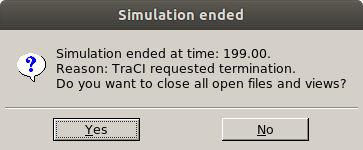 Simulation ended
Simulation ended at time: 199.00.
Reason: TraCI requested termination.
Do you want to close all open files and views?
Yes
No